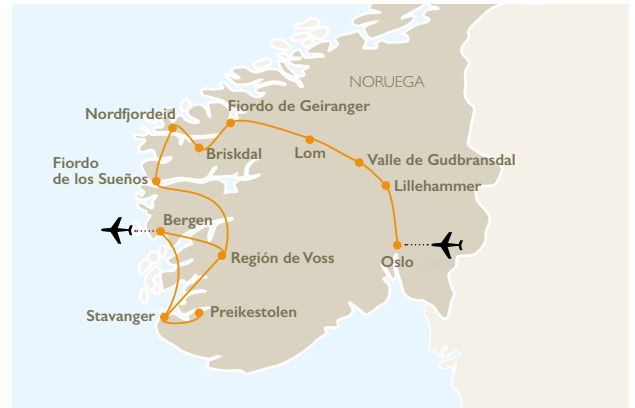 NORUEGA
Nordfjordeid
Fiordo de Geiranger
Briskdal
Lom
Valle de Gudbransdal
Fiordo
de los Sueños
Lillehammer
Bergen
Región de Voss
Oslo
Stavanger
Preikestolen